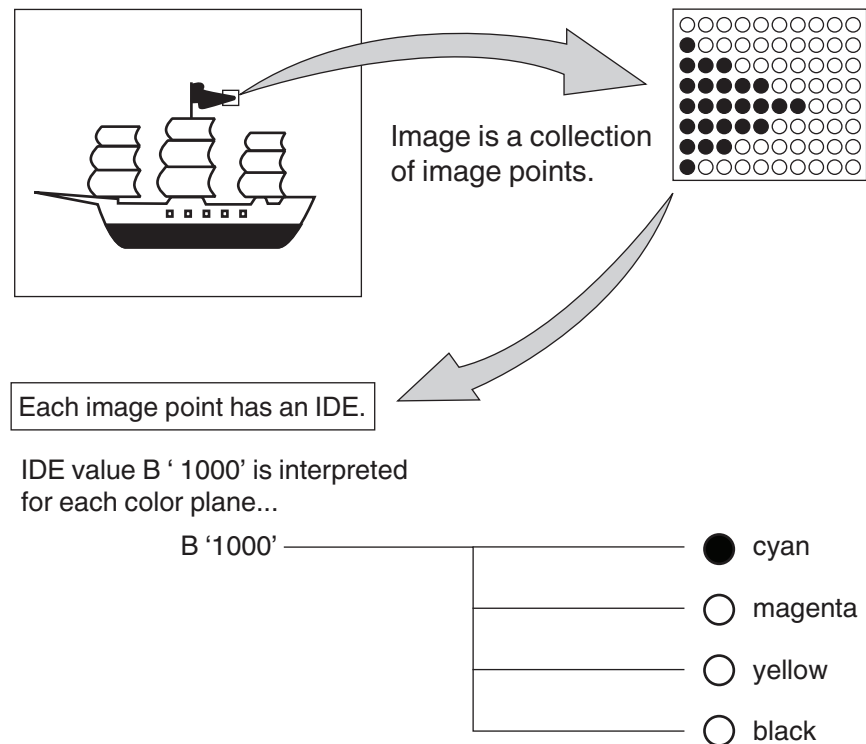 Image is a collection
of image points.
Each image point has an IDE.
IDE value B ‘ 1000’ is interpreted
for each color plane...
B ‘1000’
cyan
magenta
yellow
black